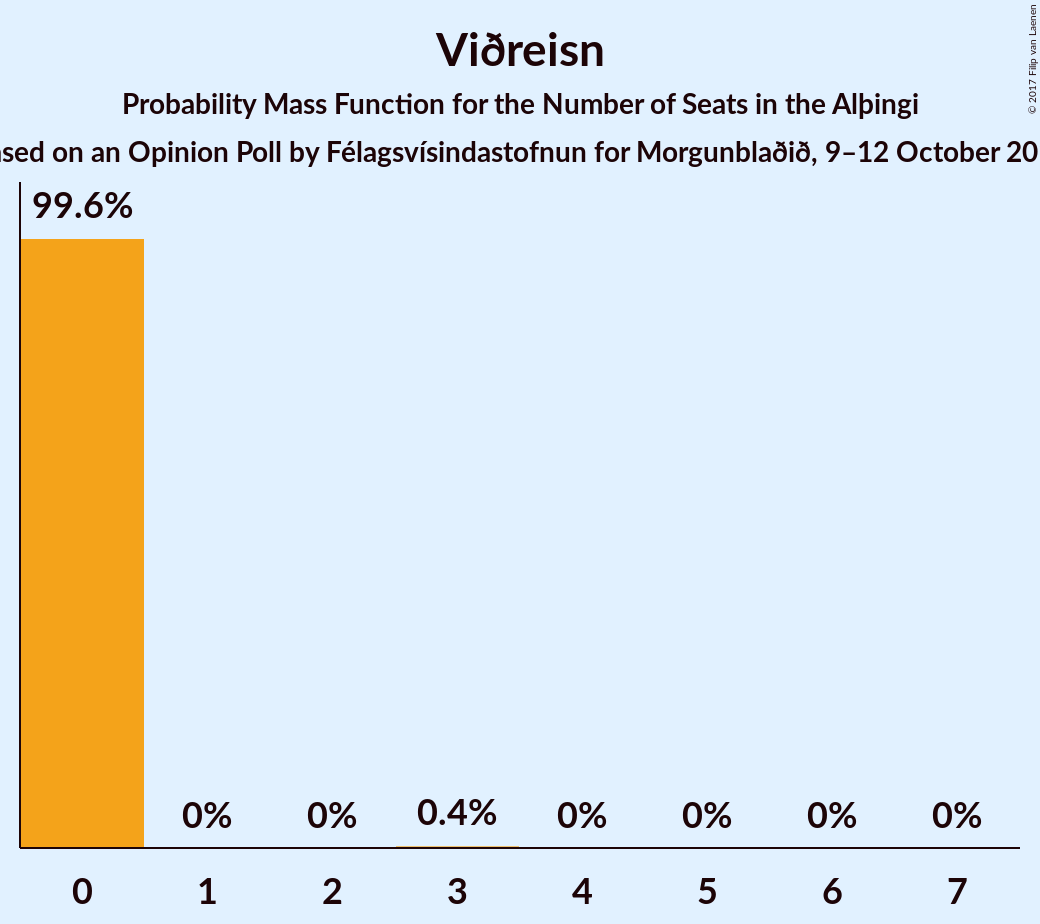 Viðreisn
Probability Mass Function for the Number of Seats in the Alþingi
on an Opinion Poll by Félagsvísindastofnun for Morgunblaðið, 9–12 October
99.6%
0% 0% 0.4% 0% 0% 0% 0%
0 1 2 3 4 5 6 7
© 2017 Filip van Laenen